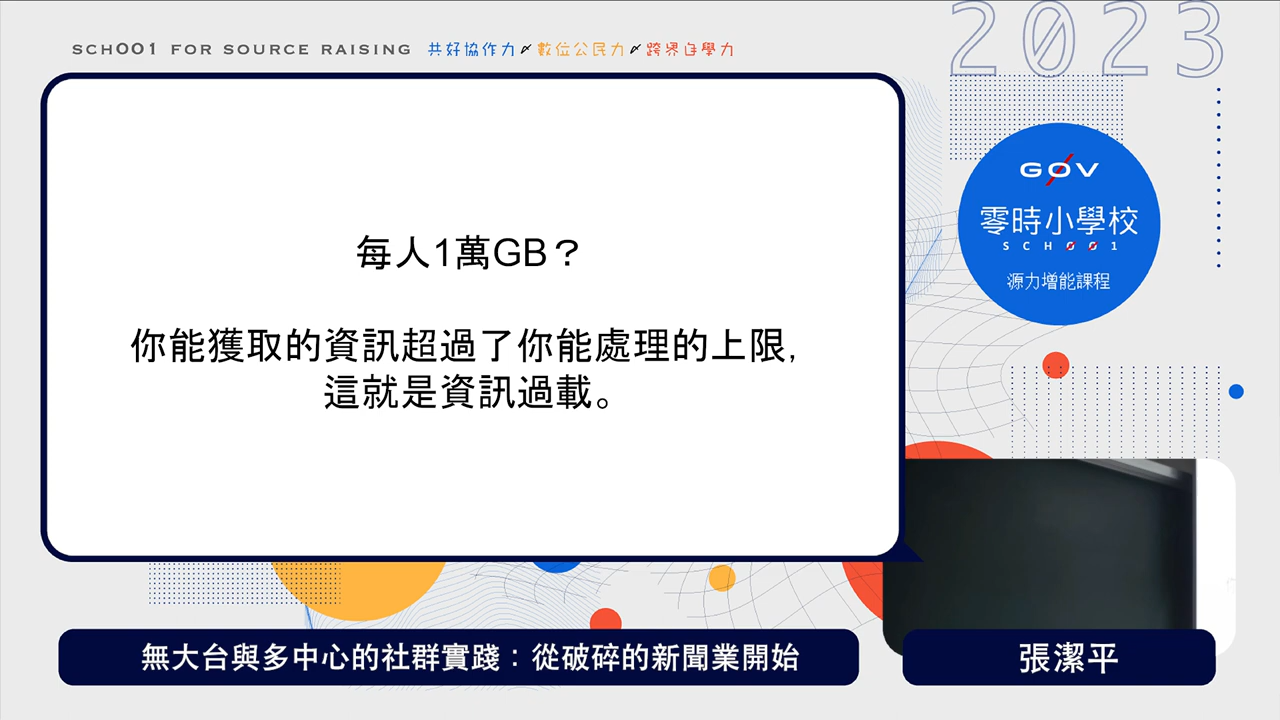 2023
SCH001 FOR SOURCE RAISING 共好協作力 數位公民力 跨界自學力
G0V
零時小學校
SCH001
源力增能課程
每人1萬GB？
你能獲取的資訊超過了你能處理的上限，
這就是資訊過載。
無大台與多中心的社群實踐：從破碎的新聞業開始
張潔平